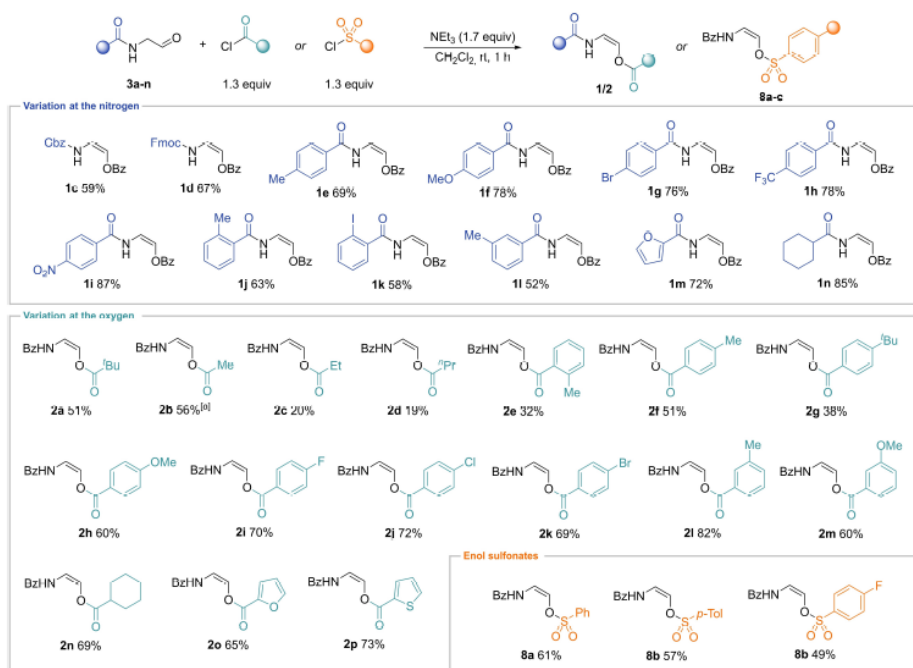 O
N
H
O
3a-n
+
Cl
O
1.3 equiv
or
Cl
O O
S
1.3 equiv
NEt3 (1.7 equiv)
CH2Cl2, rt, 1 h
O
N
H
O
O
1/2
or
BzHN
O
S
O O
8a-c
Variation at the nitrogen
Cbz
N
H
OBz
1c 59%
Fmoc
N
H
OBz
1d 67%
O
NH
Me
OBz
1e 69%
O
NH
MeO
OBz
1f 78%
O
NH
Br
OBz
1g 76%
O
NH
F3C
OBz
1h 78%
O
N
H
O2N
OBz
1i 87%
Me O
N
H
OBz
1j 63%
I O
N
H
OBz
1k 58%
Me
O
N
H
OBz
1l 52%
O
O
N
H
OBz
1m 72%
O
N
H
OBz
1n 85%
Variation at the oxygen
BzHN
O
tBu
O
2a 51%
BzHN
O
Me
O
2b 56%[a]
BzHN
O
Et
O
2c 20%
BzHN
O
nPr
O
2d 19%
BzHN
O
O Me
2e 32%
BzHN
O
O
Me
2f 51%
BzHN
O
O
tBu
2g 38%
BzHN
O
O
OMe
2h 60%
BzHN
O
O
F
2i 70%
BzHN
O
O
Cl
2j 72%
BzHN
O
O
Br
2k 69%
BzHN
O
O
Me
2l 82%
BzHN
O
O
OMe
2m 60%
BzHN
O
O
2n 69%
BzHN
O
O
O
2o 65%
BzHN
O
O
S
2p 73%
Enol sulfonates
BzHN
O
S Ph
O O
8a 61%
BzHN
O
S p-Tol
O O
8b 57%
BzHN
O
S
O O
F
8b 49%